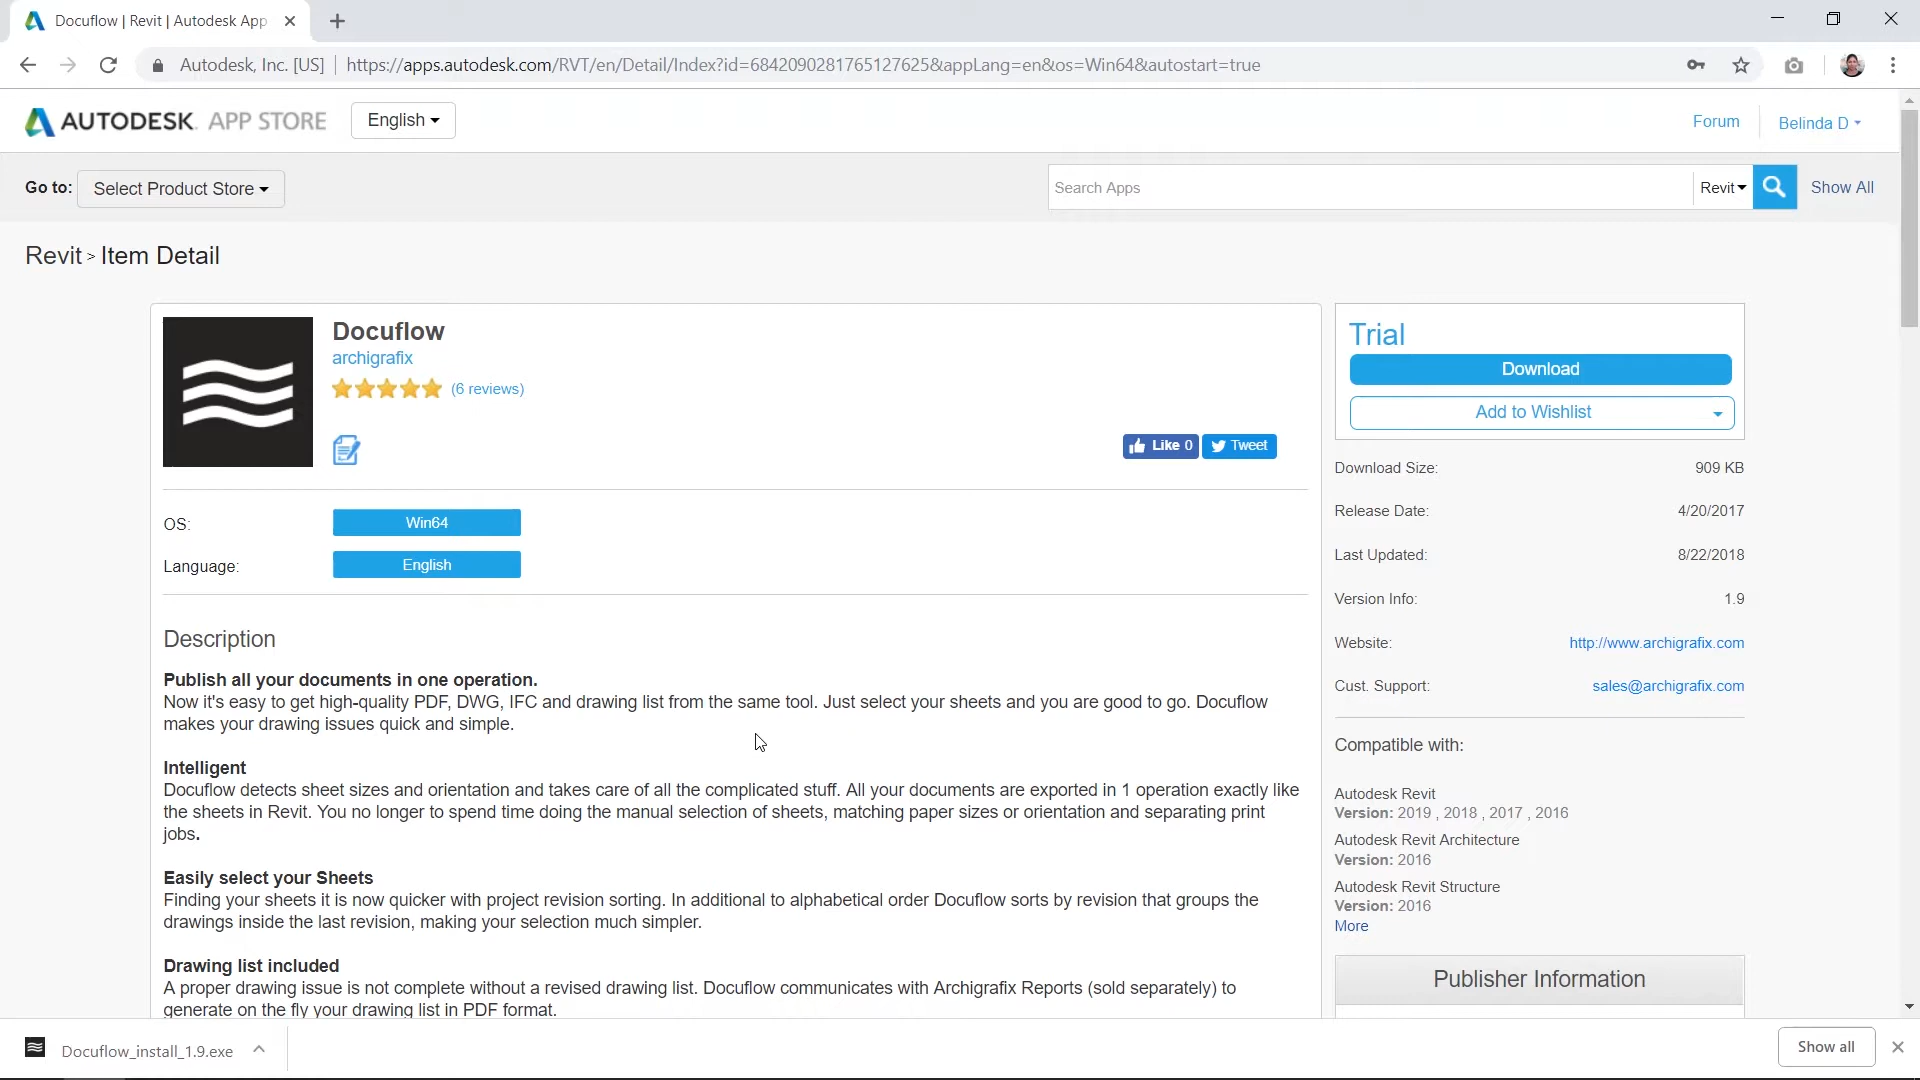 Docuflow | Revit | Autodesk App
Autodesk, Inc. [US]
https://apps.autodesk.com/RVT/en/Detail/Index?id=6842090281765127625&appLang=en&os=Win64&autostart=true
AUTODESK. APP STORE
English
Forum
Belinda D
Go to:
Select Product Store
Search Apps
Revit
Show All
Revit > Item Detail
Docuflow
archigrafix
(6 reviews)
Like 0
Tweet
OS:
Win64
Language:
English
Description
Publish all your documents in one operation.
Now it's easy to get high-quality PDF, DWG, IFC and drawing list from the same tool. Just select your sheets and you are good to go. Docuflow
makes your drawing issues quick and simple.
Intelligent
Docuflow detects sheet sizes and orientation and takes care of all the complicated stuff. All your documents are exported in 1 operation exactly like
the sheets in Revit. You no longer to spend time doing the manual selection of sheets, matching paper sizes or orientation and separating print
jobs.
Easily select your Sheets
Finding your sheets it is now quicker with project revision sorting. In additional to alphabetical order Docuflow sorts by revision that groups the
drawings inside the last revision, making your selection much simpler.
Drawing list included
A proper drawing issue is not complete without a revised drawing list. Docuflow communicates with Archigrafix Reports (sold separately) to
generate on the fly your drawing list in PDF format.
Trial
Download
Add to Wishlist
Download Size: 909 KB
Release Date: 4/20/2017
Last Updated: 8/22/2018
Version Info: 1.9
Website: http://www.archigrafix.com
Cust. Support: sales@archigrafix.com
Compatible with:
Autodesk Revit
Version: 2019 , 2018 , 2017 , 2016
Autodesk Revit Architecture
Version: 2016
Autodesk Revit Structure
Version: 2016
More
Publisher Information
Docuflow_install_1.9.exe
Show all